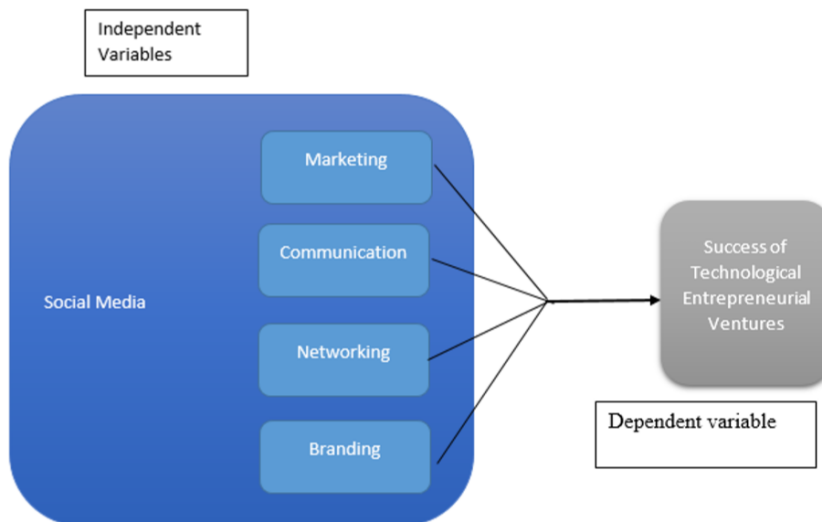 Independent
Variables
Marketing
Communication
Social Media
Networking
Branding
Success of
Technological
Entrepreneurial
Ventures
Dependent variable